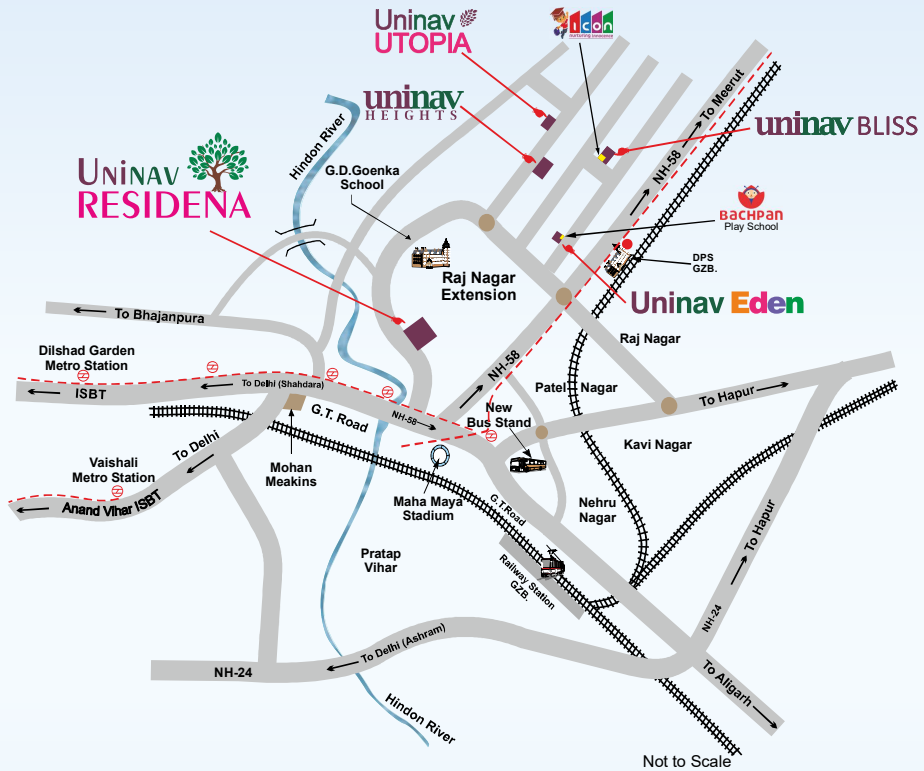 Uninav
UTOPIA
icon
nurturing innocence
uninav
HEIGHTS
To Meerut
uninav BLISS
Hindon River
G.D.Goenka
School
UNINAV
RESIDENA
NH-58
BACHPAN
Play School
DPS
GZB.
Raj Nagar
Extension
Uninav Eden
To Bhajanpura
Raj Nagar
Dilshad Garden
Metro Station
NH-58
ISBT
To Delhi (Shahdara)
Patel Nagar
To Hapur
G.T. Road
NH-58
New
Bus Stand
To Delhi
Kavi Nagar
Vaishali
Metro Station
Mohan
Meakins
Maha Maya
Stadium
G.T.Road
Nehru
Nagar
Anand Vihar ISBT
To Hapur
Pratap
Vihar
Railway Station
GZB.
NH-24
To Delhi (Ashram)
NH-24
To Aligarh
Hindon River
Not to Scale